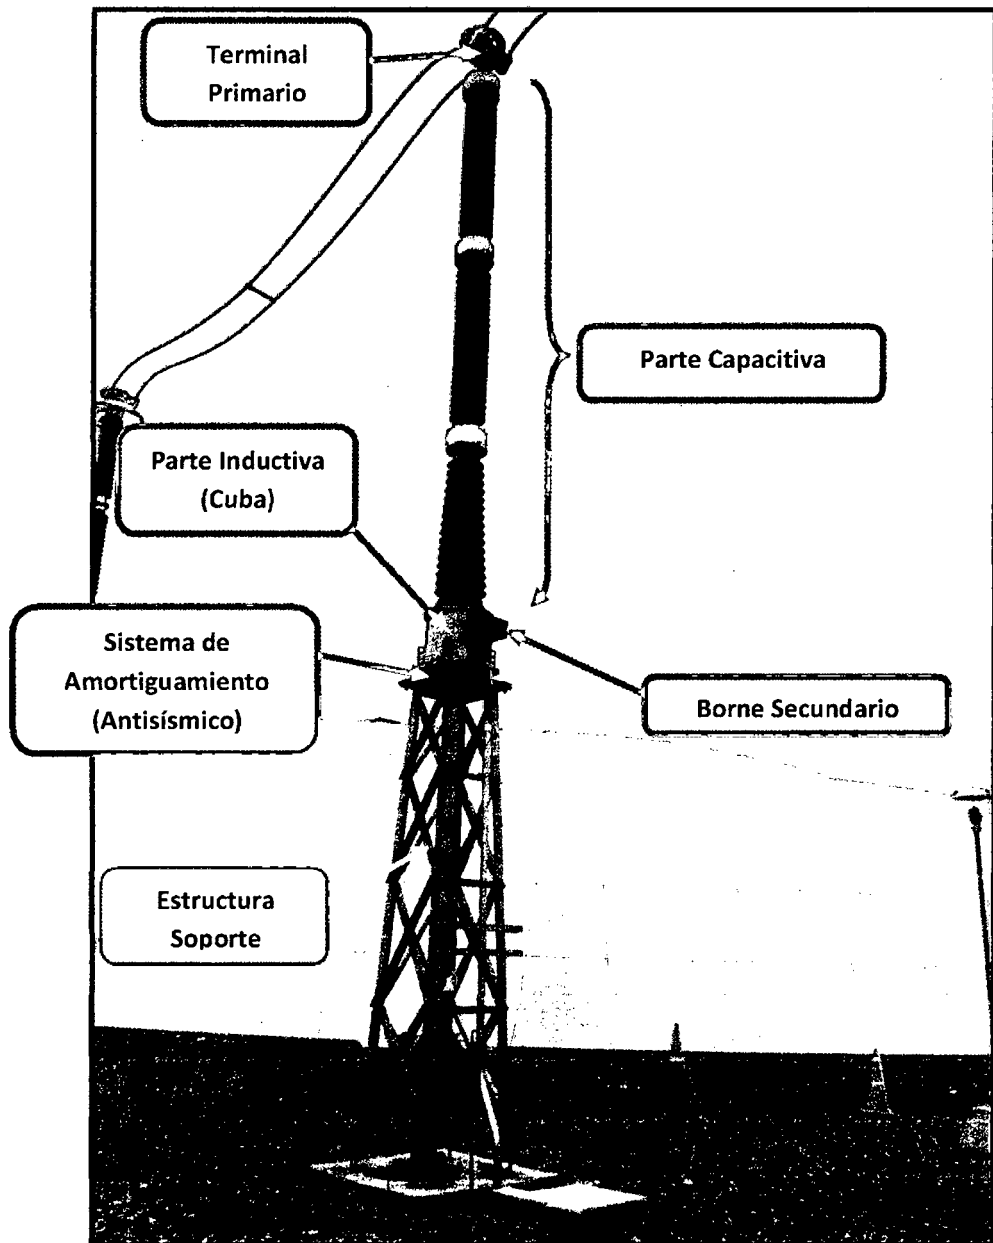 Terminal
Primario
Parte Capacitiva
Parte Inductiva
(Cuba)
Sistema de
Amortiguamiento
(Antisísmico)
Borne Secundario
Estructura
Soporte